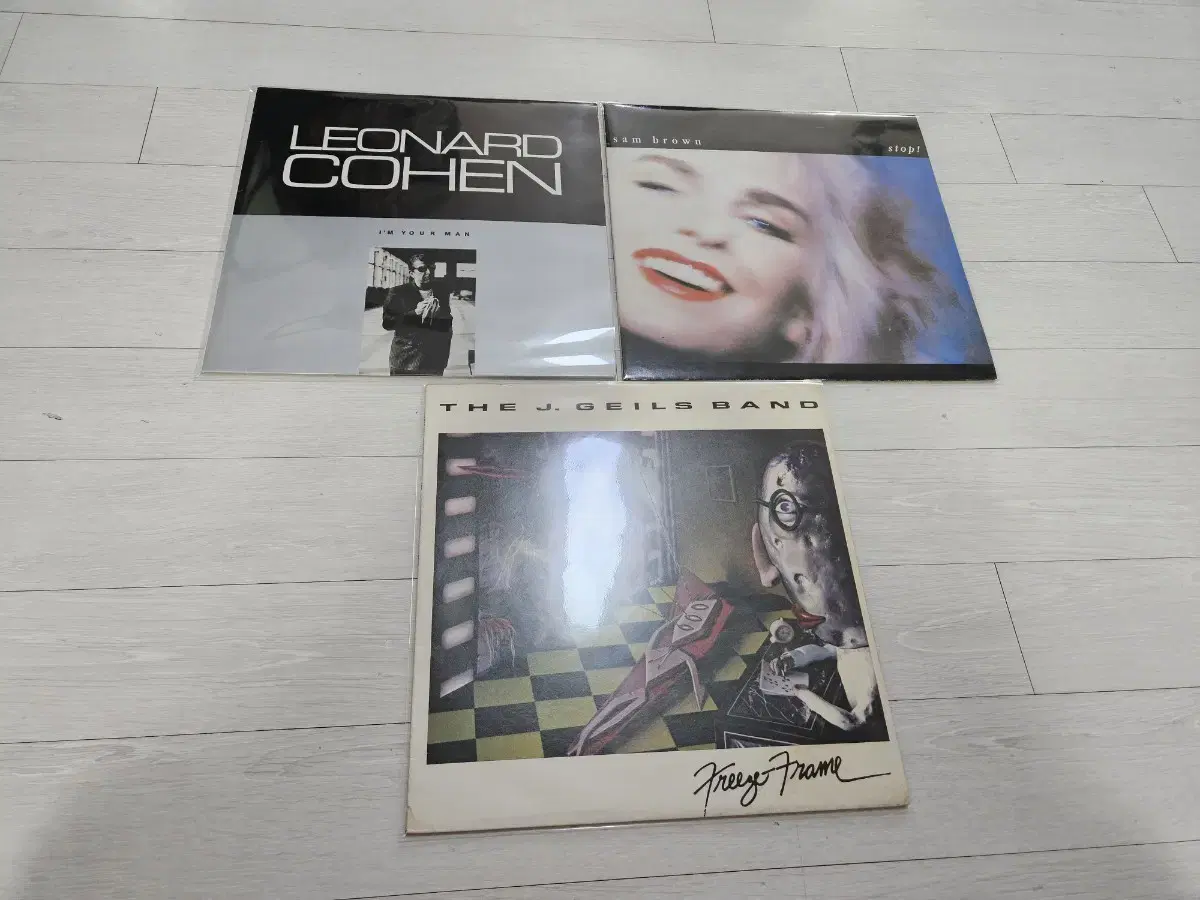 LEONARD
COHEN
I'M YOUR MAN
sam brown
stop!
THE J. GEILS BAND
Freeze-Frame